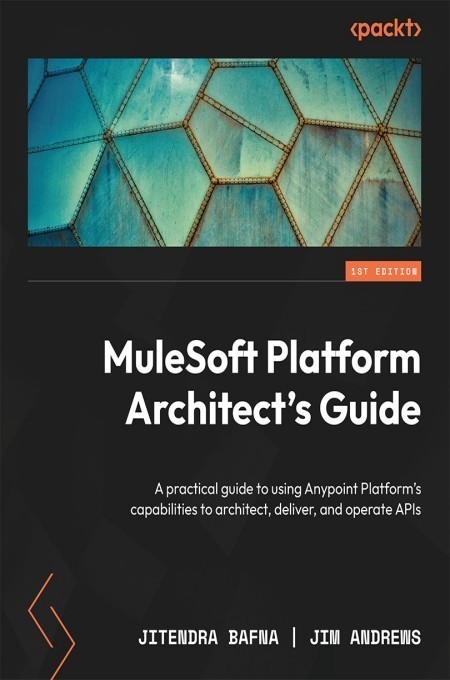 <packt>
1ST EDITION
MuleSoft Platform
Architect's Guide
A practical guide to using Anypoint Platform's
capabilities to architect, deliver, and operate APIs
JITENDRA BAFNA | JIM ANDREWS